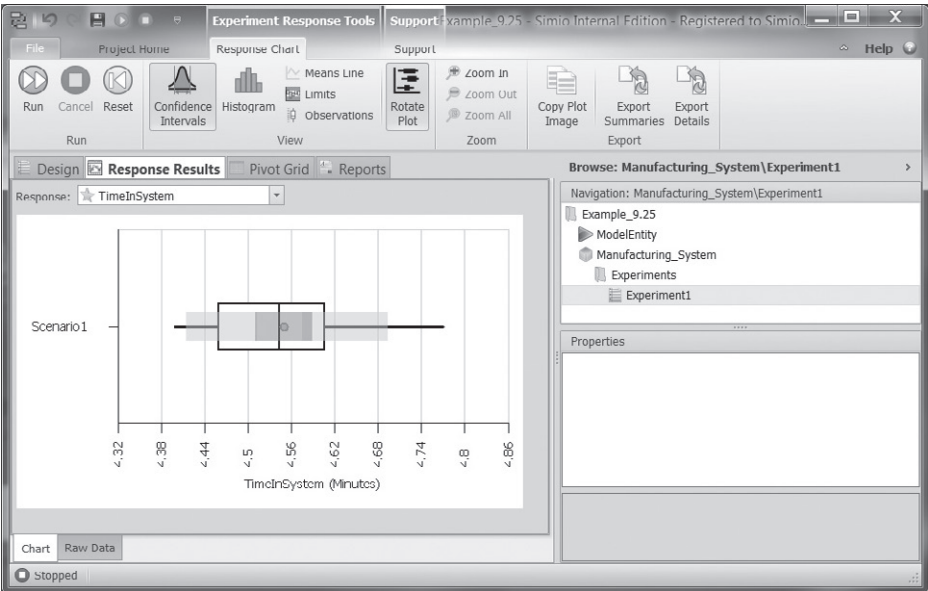 Experiment Response Tools Support Example_9.25 - Simio Internal Edition - Registered to Simio...
File Project Home Response Chart Support Help
Run Cancel Reset Confidence Intervals Histogram Means Line Limits Observations Rotate Plot Zoom In Zoom Out Zoom All Copy Plot Image Export Summaries Export Details
Run View Zoom Export
Design Response Results Pivot Grid Reports
Response: TimeInSystem
Scenario1
4.32 4.38 4.44 4.5 4.56 4.62 4.68 4.74 4.8 4.86
TimeInSystem (Minutes)
Chart Raw Data
Browse: Manufacturing_System\Experiment1
Navigation: Manufacturing_System\Experiment1
Example_9.25
ModelEntity
Manufacturing_System
Experiments
Experiment1
Properties
Stopped